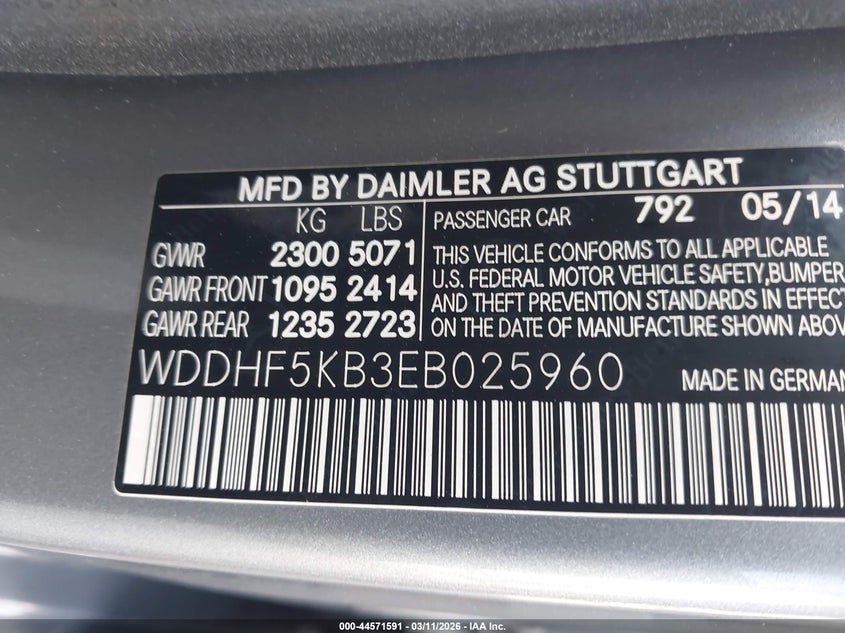 MFD BY DAIMLER AG STUTTGART
KG LBS
GVWR 2300 5071
GAWR FRONT 1095 2414
GAWR REAR 1235 2723
PASSENGER CAR 792 05/14
THIS VEHICLE CONFORMS TO ALL APPLICABLE
U.S. FEDERAL MOTOR VEHICLE SAFETY,BUMPER
AND THEFT PREVENTION STANDARDS IN EFFECT
ON THE DATE OF MANUFACTURE SHOWN ABOV
WDDHF5KB3EB025960
MADE IN GERMAN
000-44571591 - 03/11/2026 - IAA Inc.